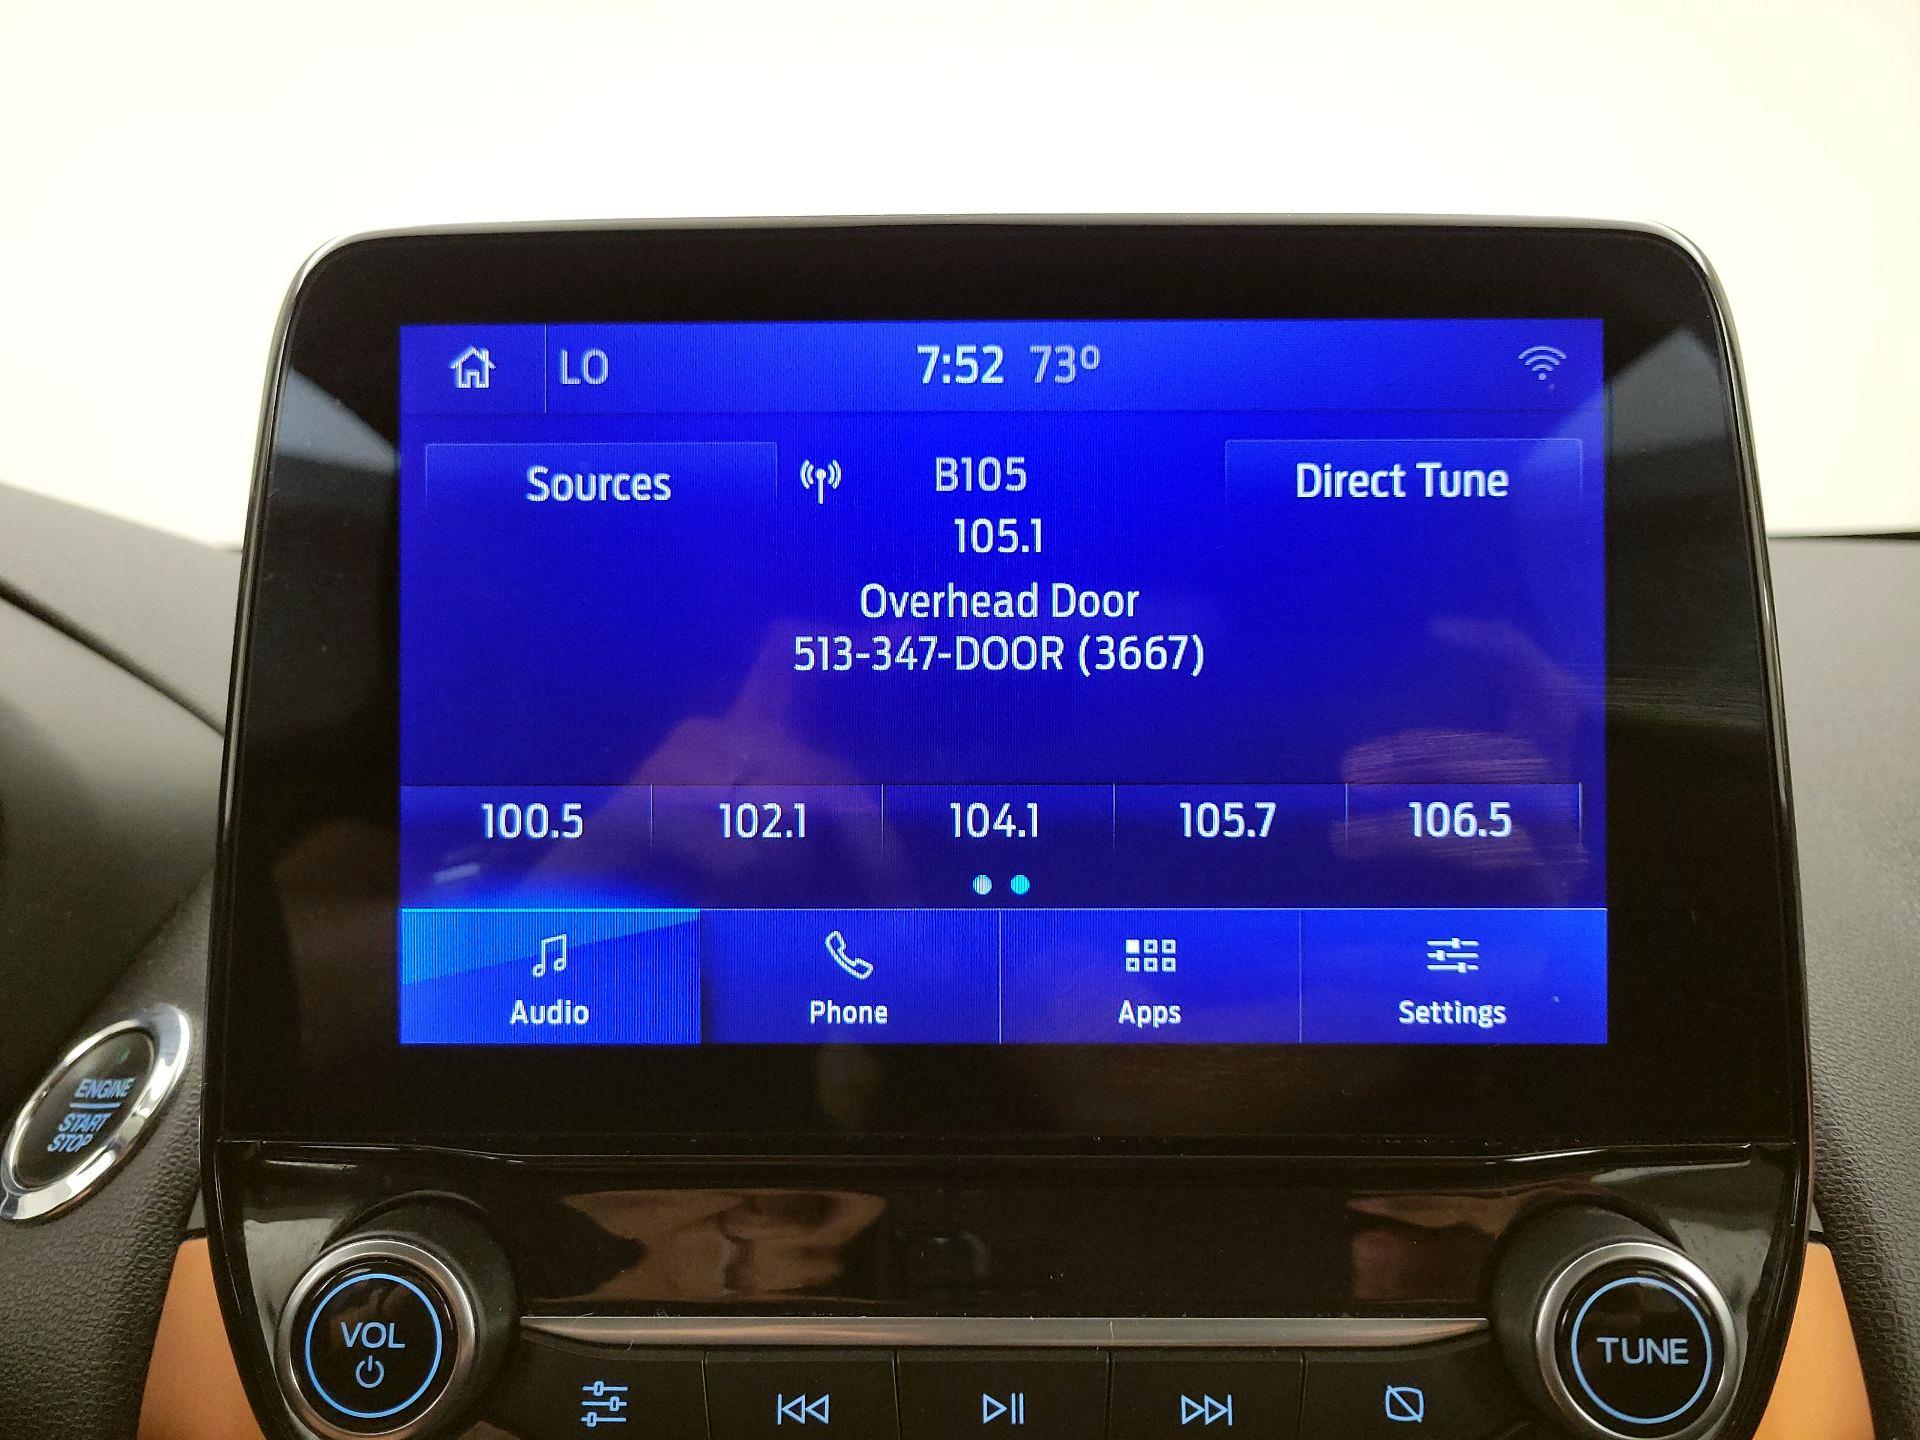 LO 7:52 73º
Sources B105 Direct Tune
105.1
Overhead Door
513-347-DOOR (3667)
100.5 102.1 104.1 105.7 106.5
Audio Phone Apps Settings
ENGINE
START
STOP
VOL
TUNE